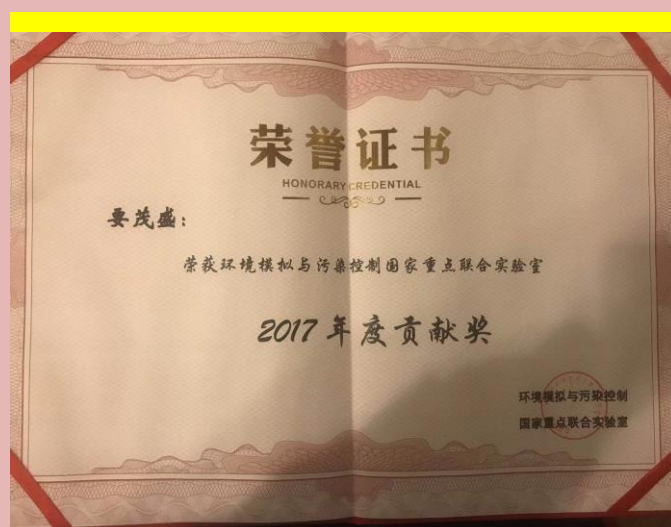 荣誉证书
HONORARY CREDENTIAL
要茂盛:
荣获环境模拟与污染控制国家重点联合实验室
2017年度贡献奖
环境模拟与污染控制
国家重点联合实验室